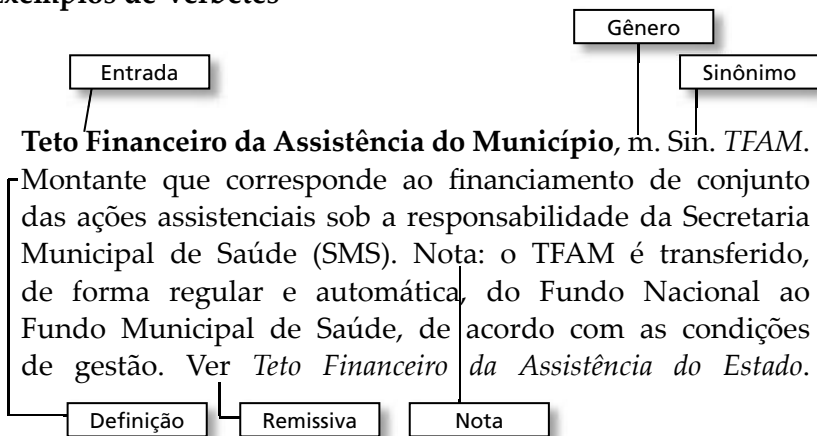 Exemplos de Verbetes
Gênero
Entrada
Sinônimo
Teto Financeiro da Assistência do Município, m. Sin. TFAM.
Montante que corresponde ao financiamento de conjunto
das ações assistenciais sob a responsabilidade da Secretaria
Municipal de Saúde (SMS). Nota: o TFAM é transferido,
de forma regular e automática, do Fundo Nacional ao
Fundo Municipal de Saúde, de acordo com as condições
de gestão. Ver Teto Financeiro da Assistência do Estado.
Definição
Remissiva
Nota